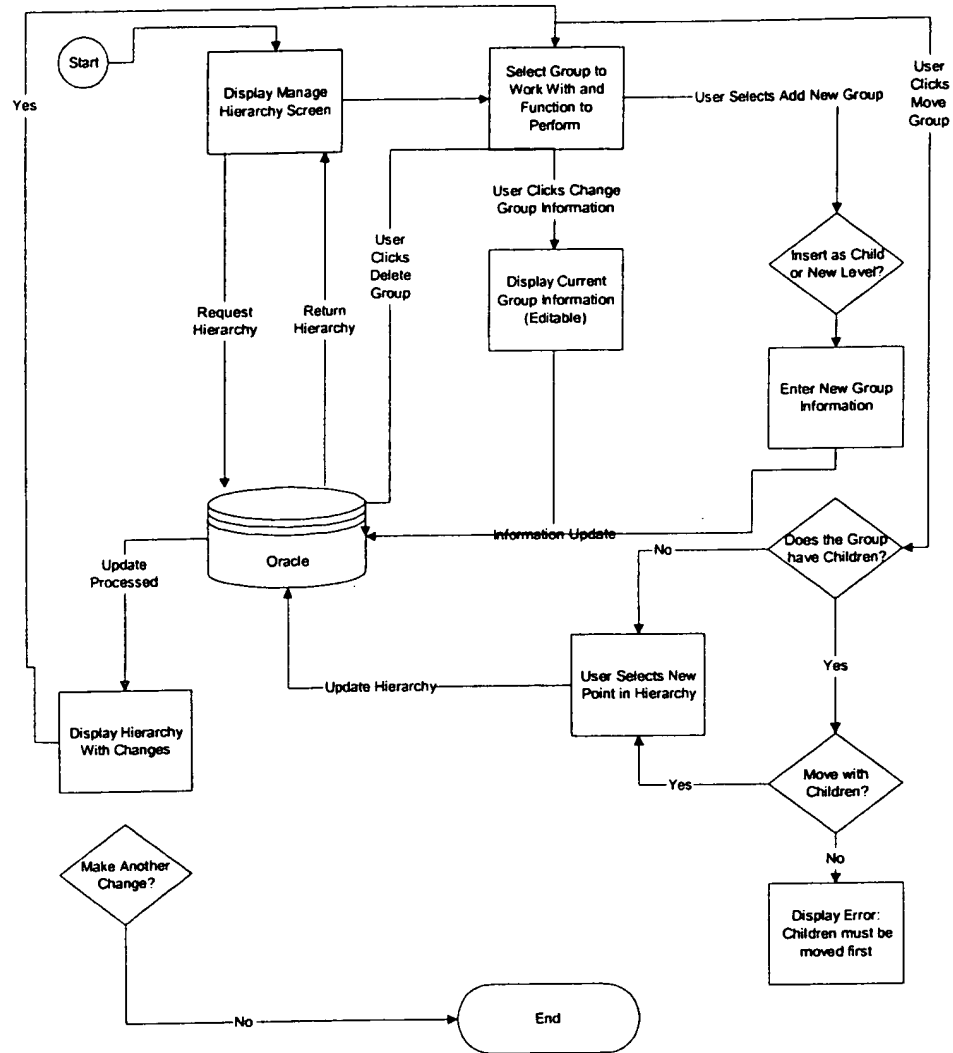 Start
Yes
Display Manage
Hierarchy Screen
Select Group to
Work With and
Function to
Perform
User Selects Add New Group
User
Clicks
Move
Group
User Clicks Change
Group Information
User
Clicks
Delete
Group
Insert as Child
or New Level?
Display Current
Group Information
(Editable)
Request
Hierarchy
Return
Hierarchy
Enter New Group
Information
Information Update
Oracle
Does the Group
have Children?
No
Update
Processed
Yes
User Selects New
Point in Hierarchy
Update Hierarchy
Display Hierarchy
With Changes
Move with
Children?
Yes
No
Make Another
Change?
Display Error:
Children must be
moved first
No
End